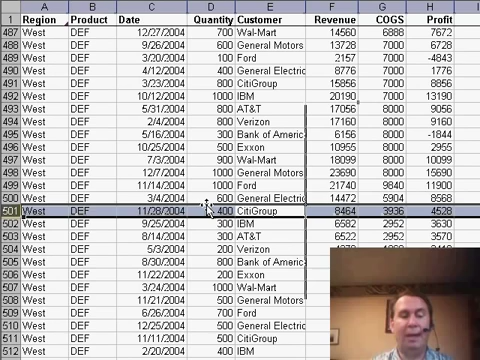 A B C D E F G H
1 Region Product Date Quantity Customer Revenue COGS Profit
487 West DEF 12/27/2004 700 Wal-Mart 14560 6888 7672
488 West DEF 9/26/2004 600 General Motors 13728 7000 6728
489 West DEF 3/20/2004 100 Ford 2157 7000 -4843
490 West DEF 4/12/2004 400 General Electric 8776 7000 1776
491 West DEF 3/23/2004 800 CitiGroup 15856 7000 8856
492 West DEF 10/12/2004 1000 IBM 20190 7000 13190
493 West DEF 5/31/2004 800 AT&T 17056 8000 9056
494 West DEF 2/4/2004 800 Verizon 17160 8000 9160
495 West DEF 5/16/2004 300 Bank of Americ 6156 8000 -1844
496 West DEF 10/25/2004 500 Exxon 10955 8000 2955
497 West DEF 7/3/2004 900 Wal-Mart 18099 8000 10099
498 West DEF 12/7/2004 1000 General Motors 23690 8000 15690
499 West DEF 11/14/2004 1000 Ford 21740 9840 11900
500 West DEF 3/4/2004 600 General Electric 14472 5904 8568
501 West DEF 11/28/2004 400 CitiGroup 8464 3936 4528
502 West DEF 9/25/2004 300 IBM 6582 2952 3630
503 West DEF 8/14/2004 300 AT&T 6522 2952 3570
504 West DEF 5/3/2004 200 Verizon
505 West DEF 8/30/2004 800 Bank of Americ
506 West DEF 11/22/2004 200 Exxon
507 West DEF 3/24/2004 1000 Wal-Mart
508 West DEF 11/21/2004 500 General Motors
509 West DEF 6/26/2004 700 Ford
510 West DEF 12/25/2004 500 General Electric
511 West DEF 11/11/2004 500 CitiGroup
512 West DEF 2/20/2004 400 IBM